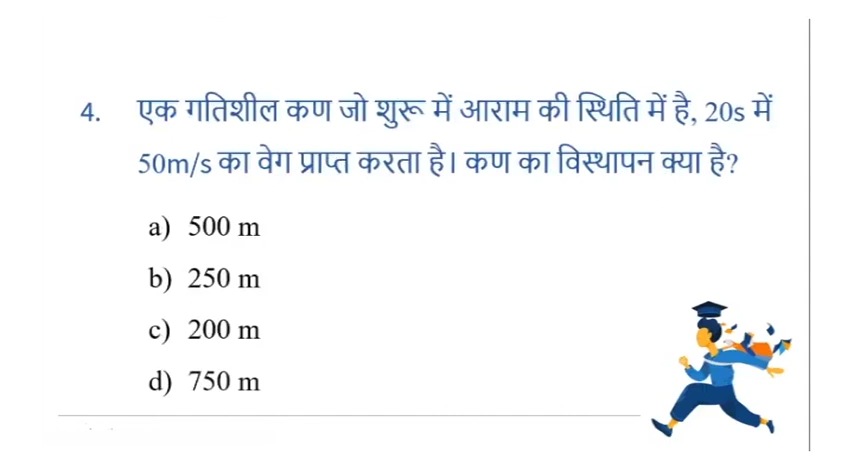 4. एक गतिशील कण जो शुरू में आराम की स्थिति में है, 20s में
50m/s का वेग प्राप्त करता है। कण का विस्थापन क्या है?
a) 500 m
b) 250 m
c) 200 m
d) 750 m